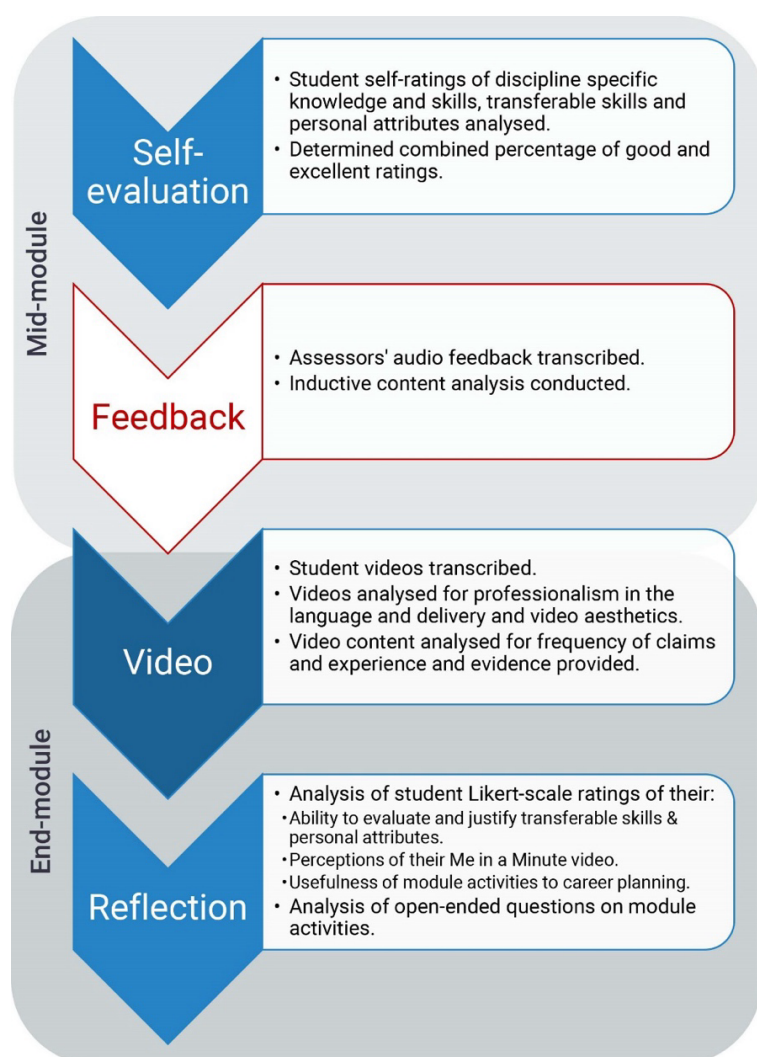 Mid-module
Self-
evaluation
• Student self-ratings of discipline specific
knowledge and skills, transferable skills and
personal attributes analysed.
• Determined combined percentage of good and
excellent ratings.
Feedback
• Assessors' audio feedback transcribed.
• Inductive content analysis conducted.
End-module
Video
• Student videos transcribed.
• Videos analysed for professionalism in the
language and delivery and video aesthetics.
• Video content analysed for frequency of claims
and experience and evidence provided.
Reflection
• Analysis of student Likert-scale ratings of their:
•Ability to evaluate and justify transferable skills &
personal attributes.
•Perceptions of their Me in a Minute video.
•Usefulness of module activities to career planning.
• Analysis of open-ended questions on module
activities.